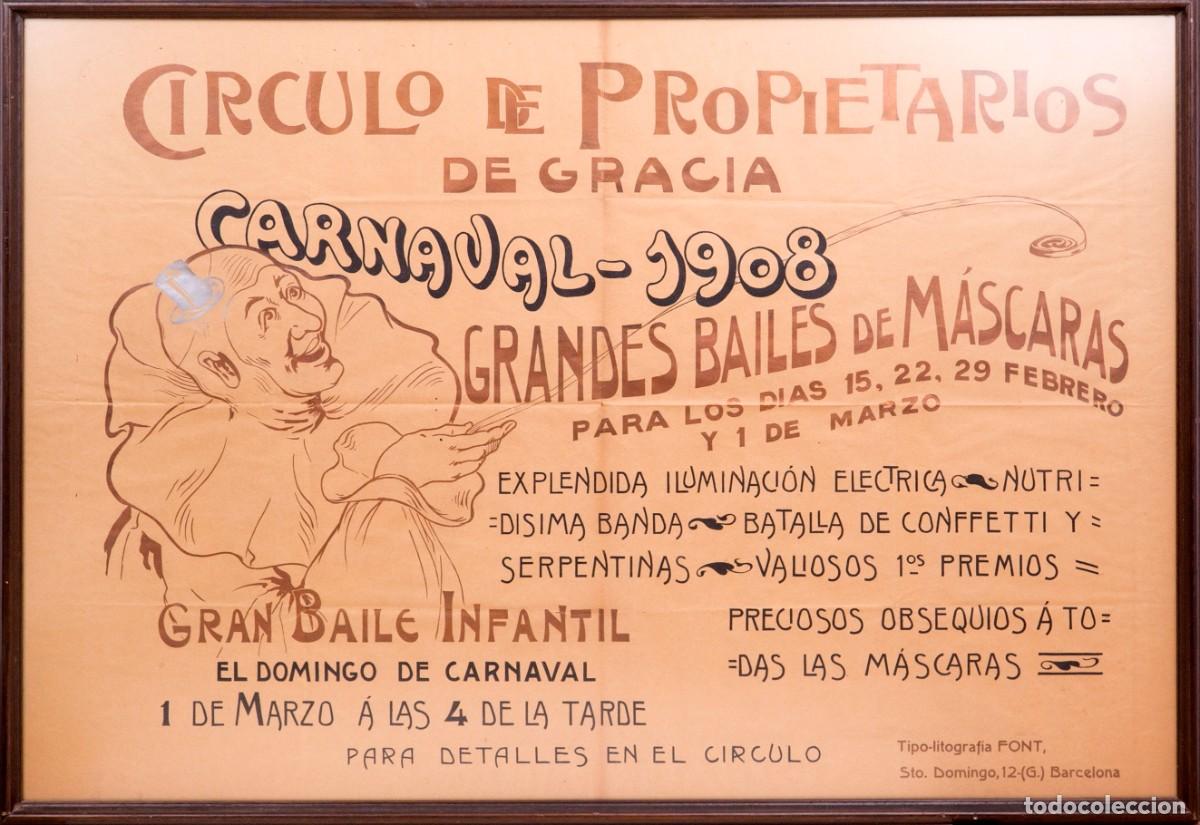 CIRCULO DE PROPIETARIOS
DE GRACIA
CARNAVAL-1908
GRANDES BAILES DE MÁSCARAS
PARA LOS DIAS 15, 22, 29 FEBRERO
Y 1 DE MARZO
EXPLENDIDA ILUMINACIÓN ELECTRICA NUTRI=
=DISIMA BANDA BATALLA DE CONFFETTI Y =
SERPENTINAS VALIOSOS 1os PREMIOS =
PRECIOSOS OBSEQUIOS Á TO=
=DAS LAS MÁSCARAS
GRAN BAILE INFANTIL
EL DOMINGO DE CARNAVAL
1 DE MARZO Á LAS 4 DE LA TARDE
PARA DETALLES EN EL CIRCULO
Tipo-litografia FONT,
Sto. Domingo, 12-(G.) Barcelona
todocoleccion